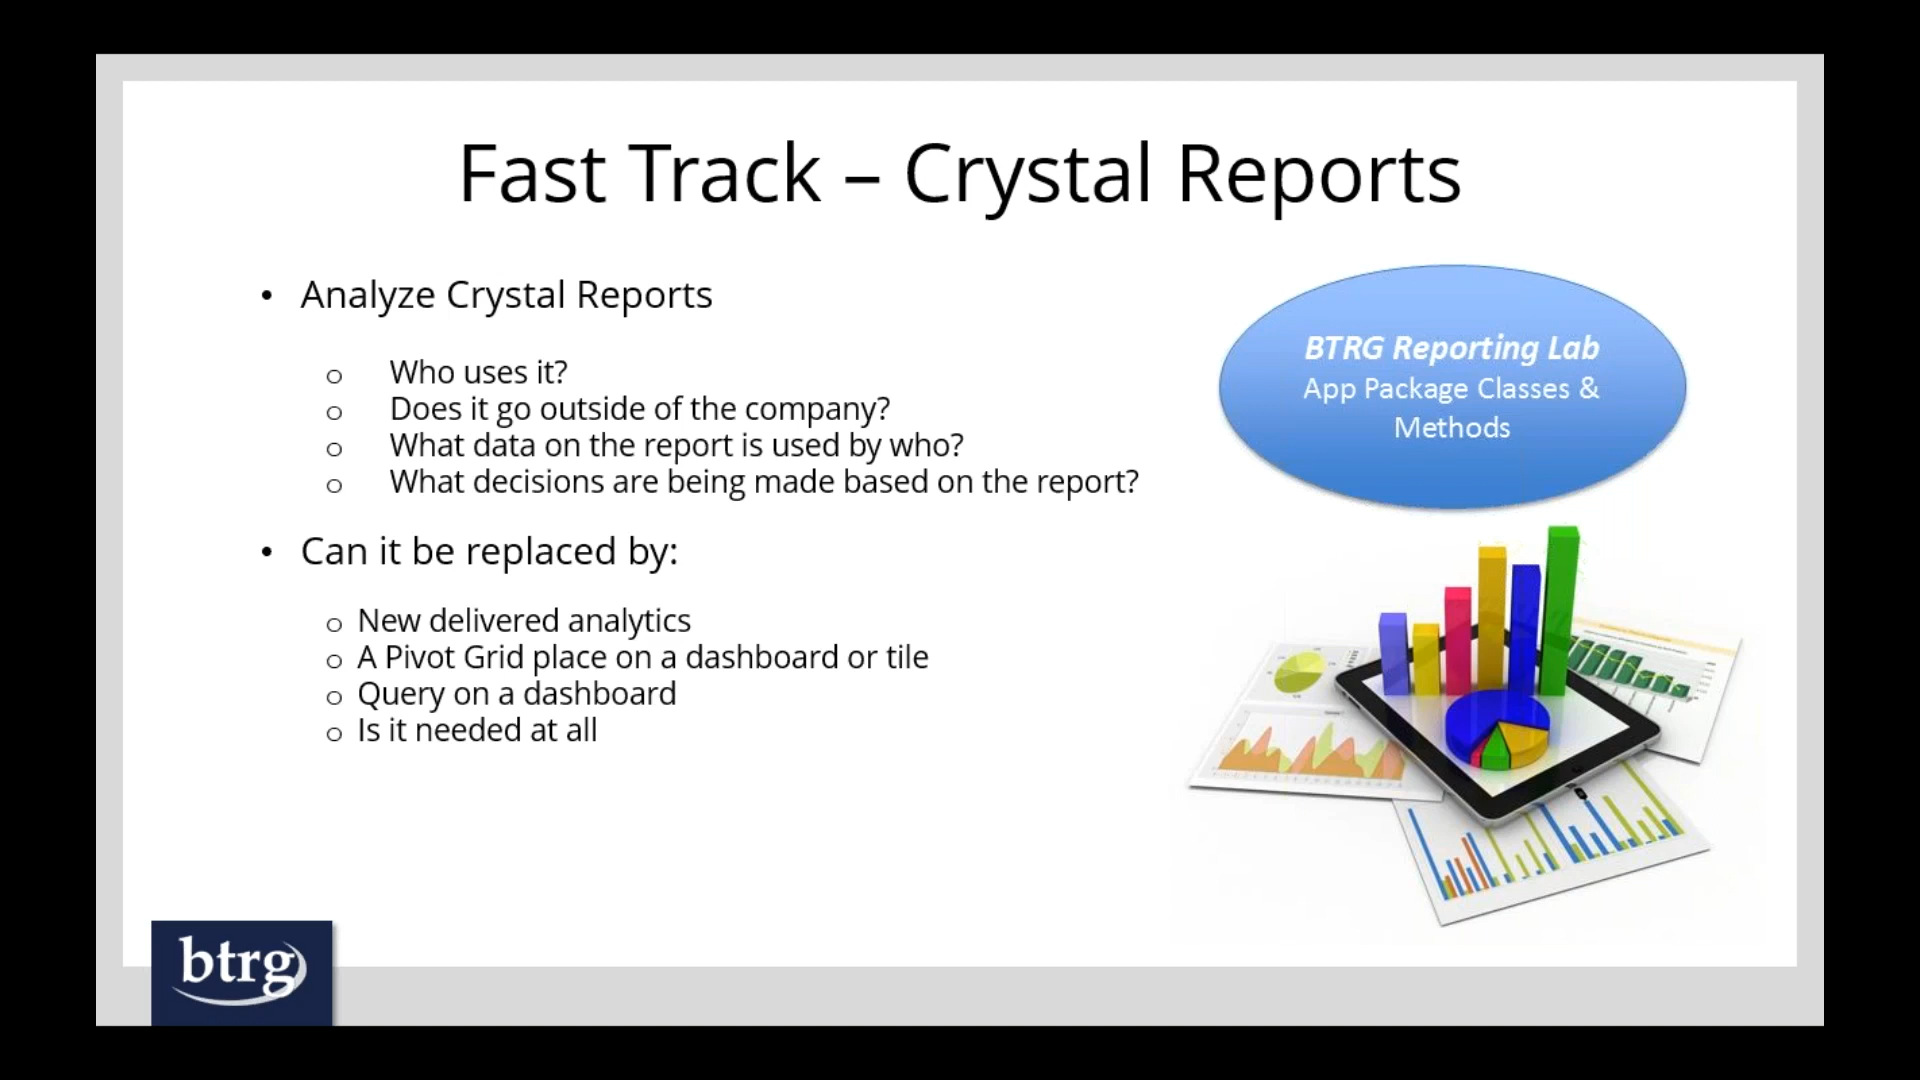 Fast Track – Crystal Reports
• Analyze Crystal Reports
o Who uses it?
o Does it go outside of the company?
o What data on the report is used by who?
o What decisions are being made based on the report?
• Can it be replaced by:
o New delivered analytics
o A Pivot Grid place on a dashboard or tile
o Query on a dashboard
o Is it needed at all
BTRG Reporting Lab
App Package Classes &
Methods
btrg